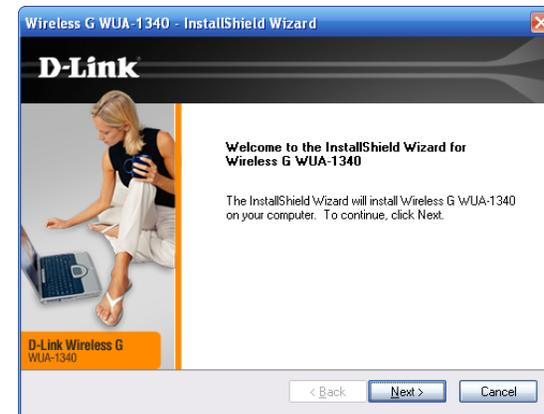 Wireless G WUA-1340 - InstallShield Wizard
D-Link
Welcome to the InstallShield Wizard for
Wireless G WUA-1340
The InstallShield Wizard will install Wireless G WUA-1340
on your computer. To continue, click Next.
D-Link Wireless G
WUA-1340
< Back
Next >
Cancel